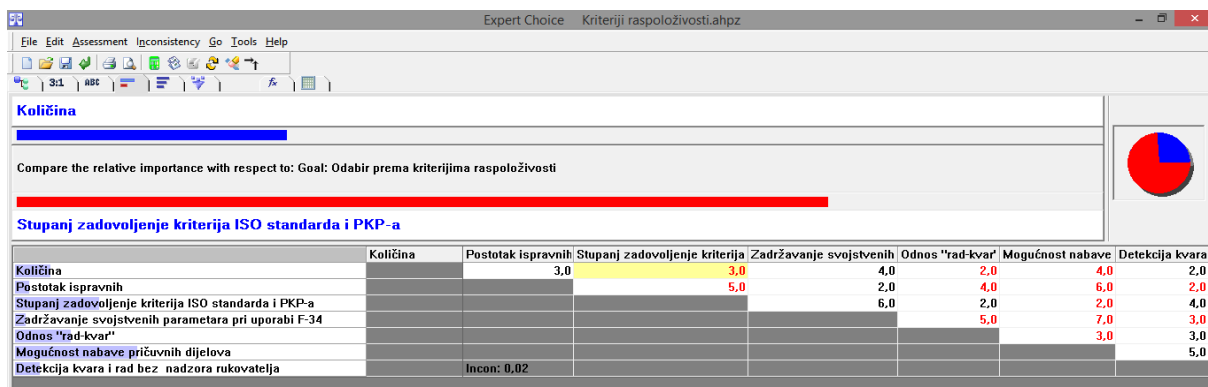 Expert Choice Kriteriji raspoloživosti.ahpz
File Edit Assessment Inconsistency Go Tools Help
3:1 ABC fx
Količina
Compare the relative importance with respect to: Goal: Odabir prema kriterijima raspoloživosti
Stupanj zadovoljenje kriterija ISO standarda i PKP-a
Količina Postotak ispravnih Stupanj zadovoljenje kriterija Zadržavanje svojstvenih Odnos "rad-kvar' Mogućnost nabave Detekcija kvara
Količina 3,0 3,0 4,0 2,0 4,0 2,0
Postotak ispravnih 5,0 2,0 4,0 6,0 2,0
Stupanj zadovoljenje kriterija ISO standarda i PKP-a 6,0 2,0 2,0 4,0
Zadržavanje svojstvenih parametara pri uporabi F-34 5,0 7,0 3,0
Odnos "rad-kvar" 3,0 3,0
Mogućnost nabave pričuvnih dijelova 5,0
Detekcija kvara i rad bez nadzora rukovatelja Incon: 0,02